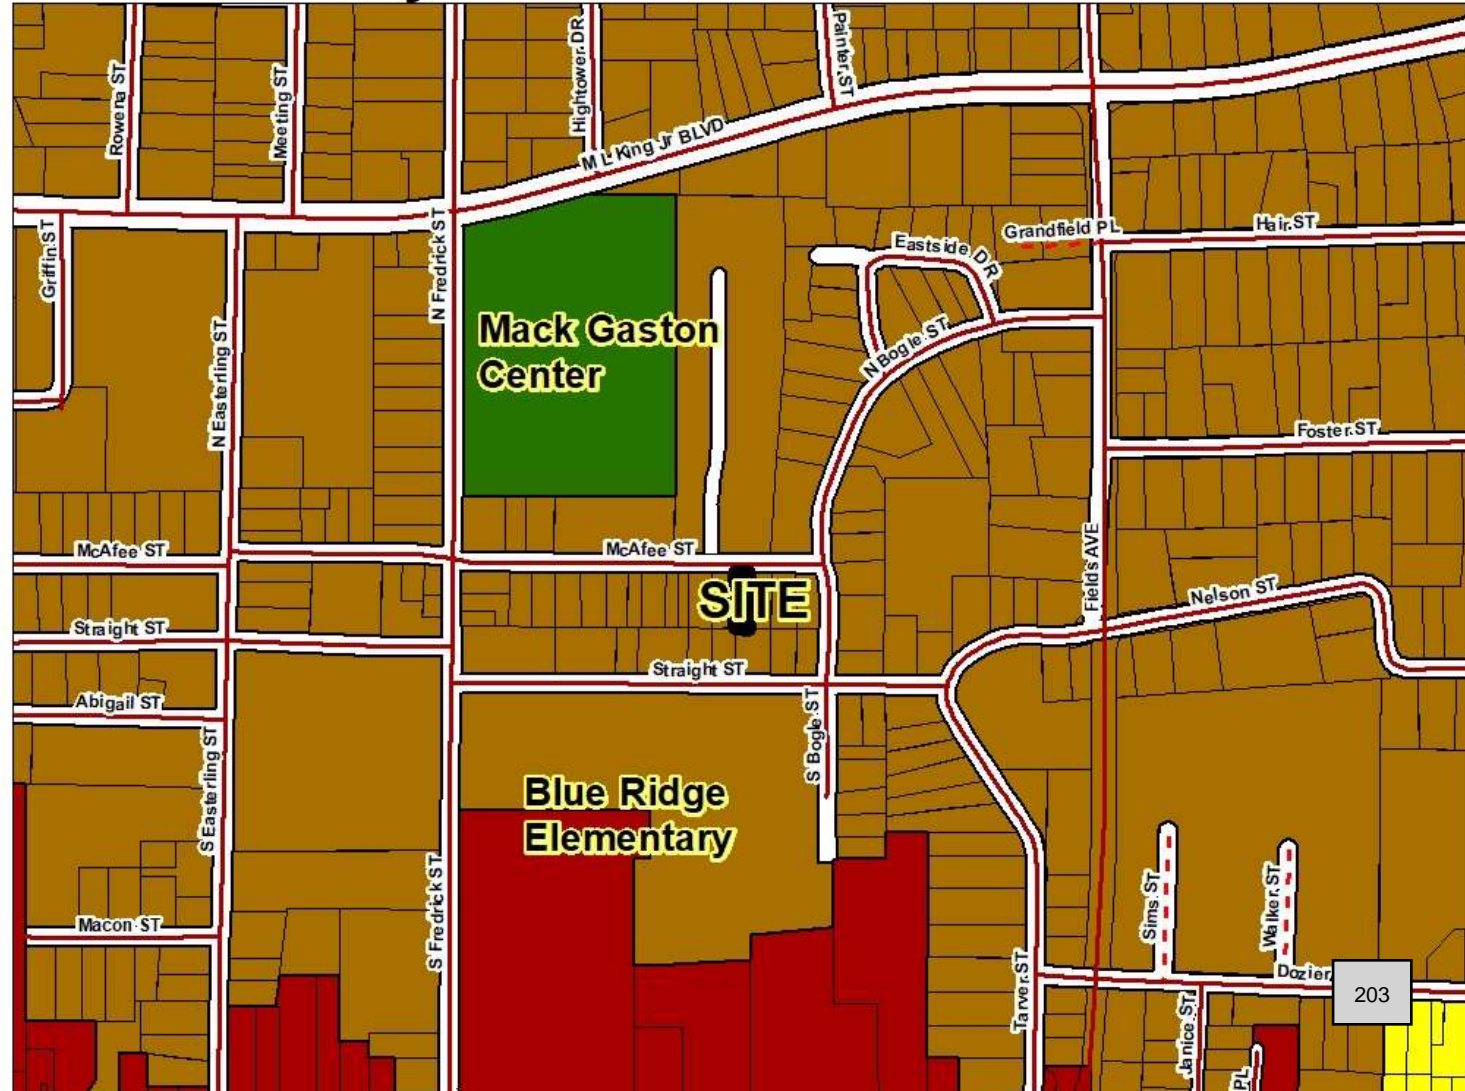 Rowena ST
Meeting ST
Hightower DR
Painter ST
M L King Jr BLVD
Griffin ST
N Easterling ST
N Fredrick ST
Grandfield PL
Hair ST
Eastside DR
N Bogle ST
Mack Gaston
Center
Foster ST
Fields AVE
McAfee ST
McAfee ST
SITE
Nelson ST
Straight ST
Straight ST
Abigail ST
S Easterling ST
S Bogle ST
Blue Ridge
Elementary
S Fredrick ST
Macon ST
Sims ST
Walker ST
Tarver ST
Dozier
203
Janice ST
PL